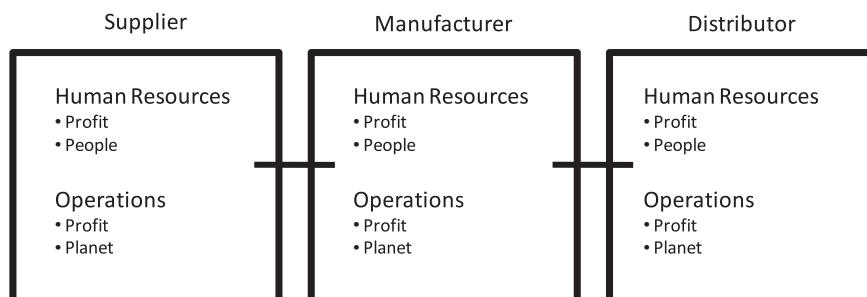 Supplier
Manufacturer
Distributor
Human Resources
• Profit
• People
Operations
• Profit
• Planet
Human Resources
• Profit
• People
Operations
• Profit
• Planet
Human Resources
• Profit
• People
Operations
• Profit
• Planet